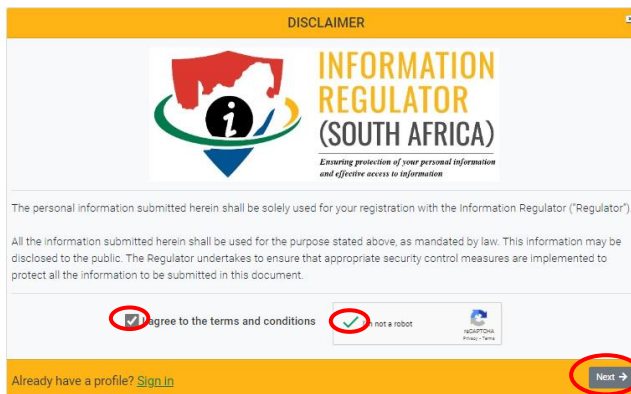 DISCLAIMER
INFORMATION
REGULATOR
(SOUTH AFRICA)
Ensuring protection of your personal information
and effective access to information
The personal information submitted herein shall be solely used for your registration with the Information Regulator ("Regulator").
All the information submitted herein shall be used for the purpose stated above, as mandated by law. This information may be
disclosed to the public. The Regulator undertakes to ensure that appropriate security control measures are implemented to
protect all the information to be submitted in this document.
I agree to the terms and conditions
I'm not a robot
reCAPTCHA
Privacy - Terms
Already have a profile? Sign in
Next →